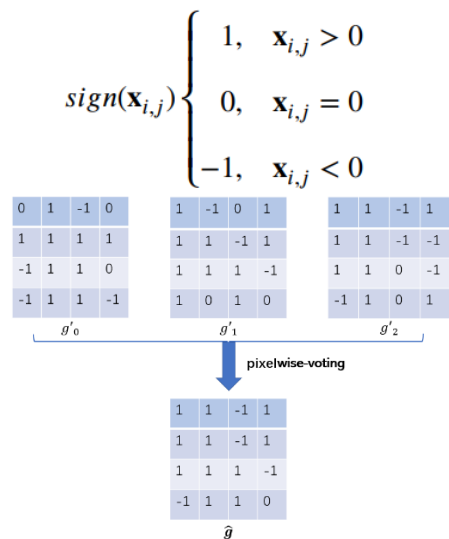 1, x_{i,j} > 0
sign(x_{i,j}) { 0, x_{i,j} = 0
−1, x_{i,j} < 0
0 1 -1 0 1 -1 0 1 1 1 -1 1
1 1 1 1 1 1 -1 1 1 1 -1 -1
-1 1 1 0 1 1 1 -1 1 1 0 -1
-1 1 1 -1 1 0 1 0 -1 1 0 1
g'₀ g'₁ g'₂
pixelwise-voting
1 1 -1 1
1 1 -1 1
1 1 1 -1
-1 1 1 0
ĝ